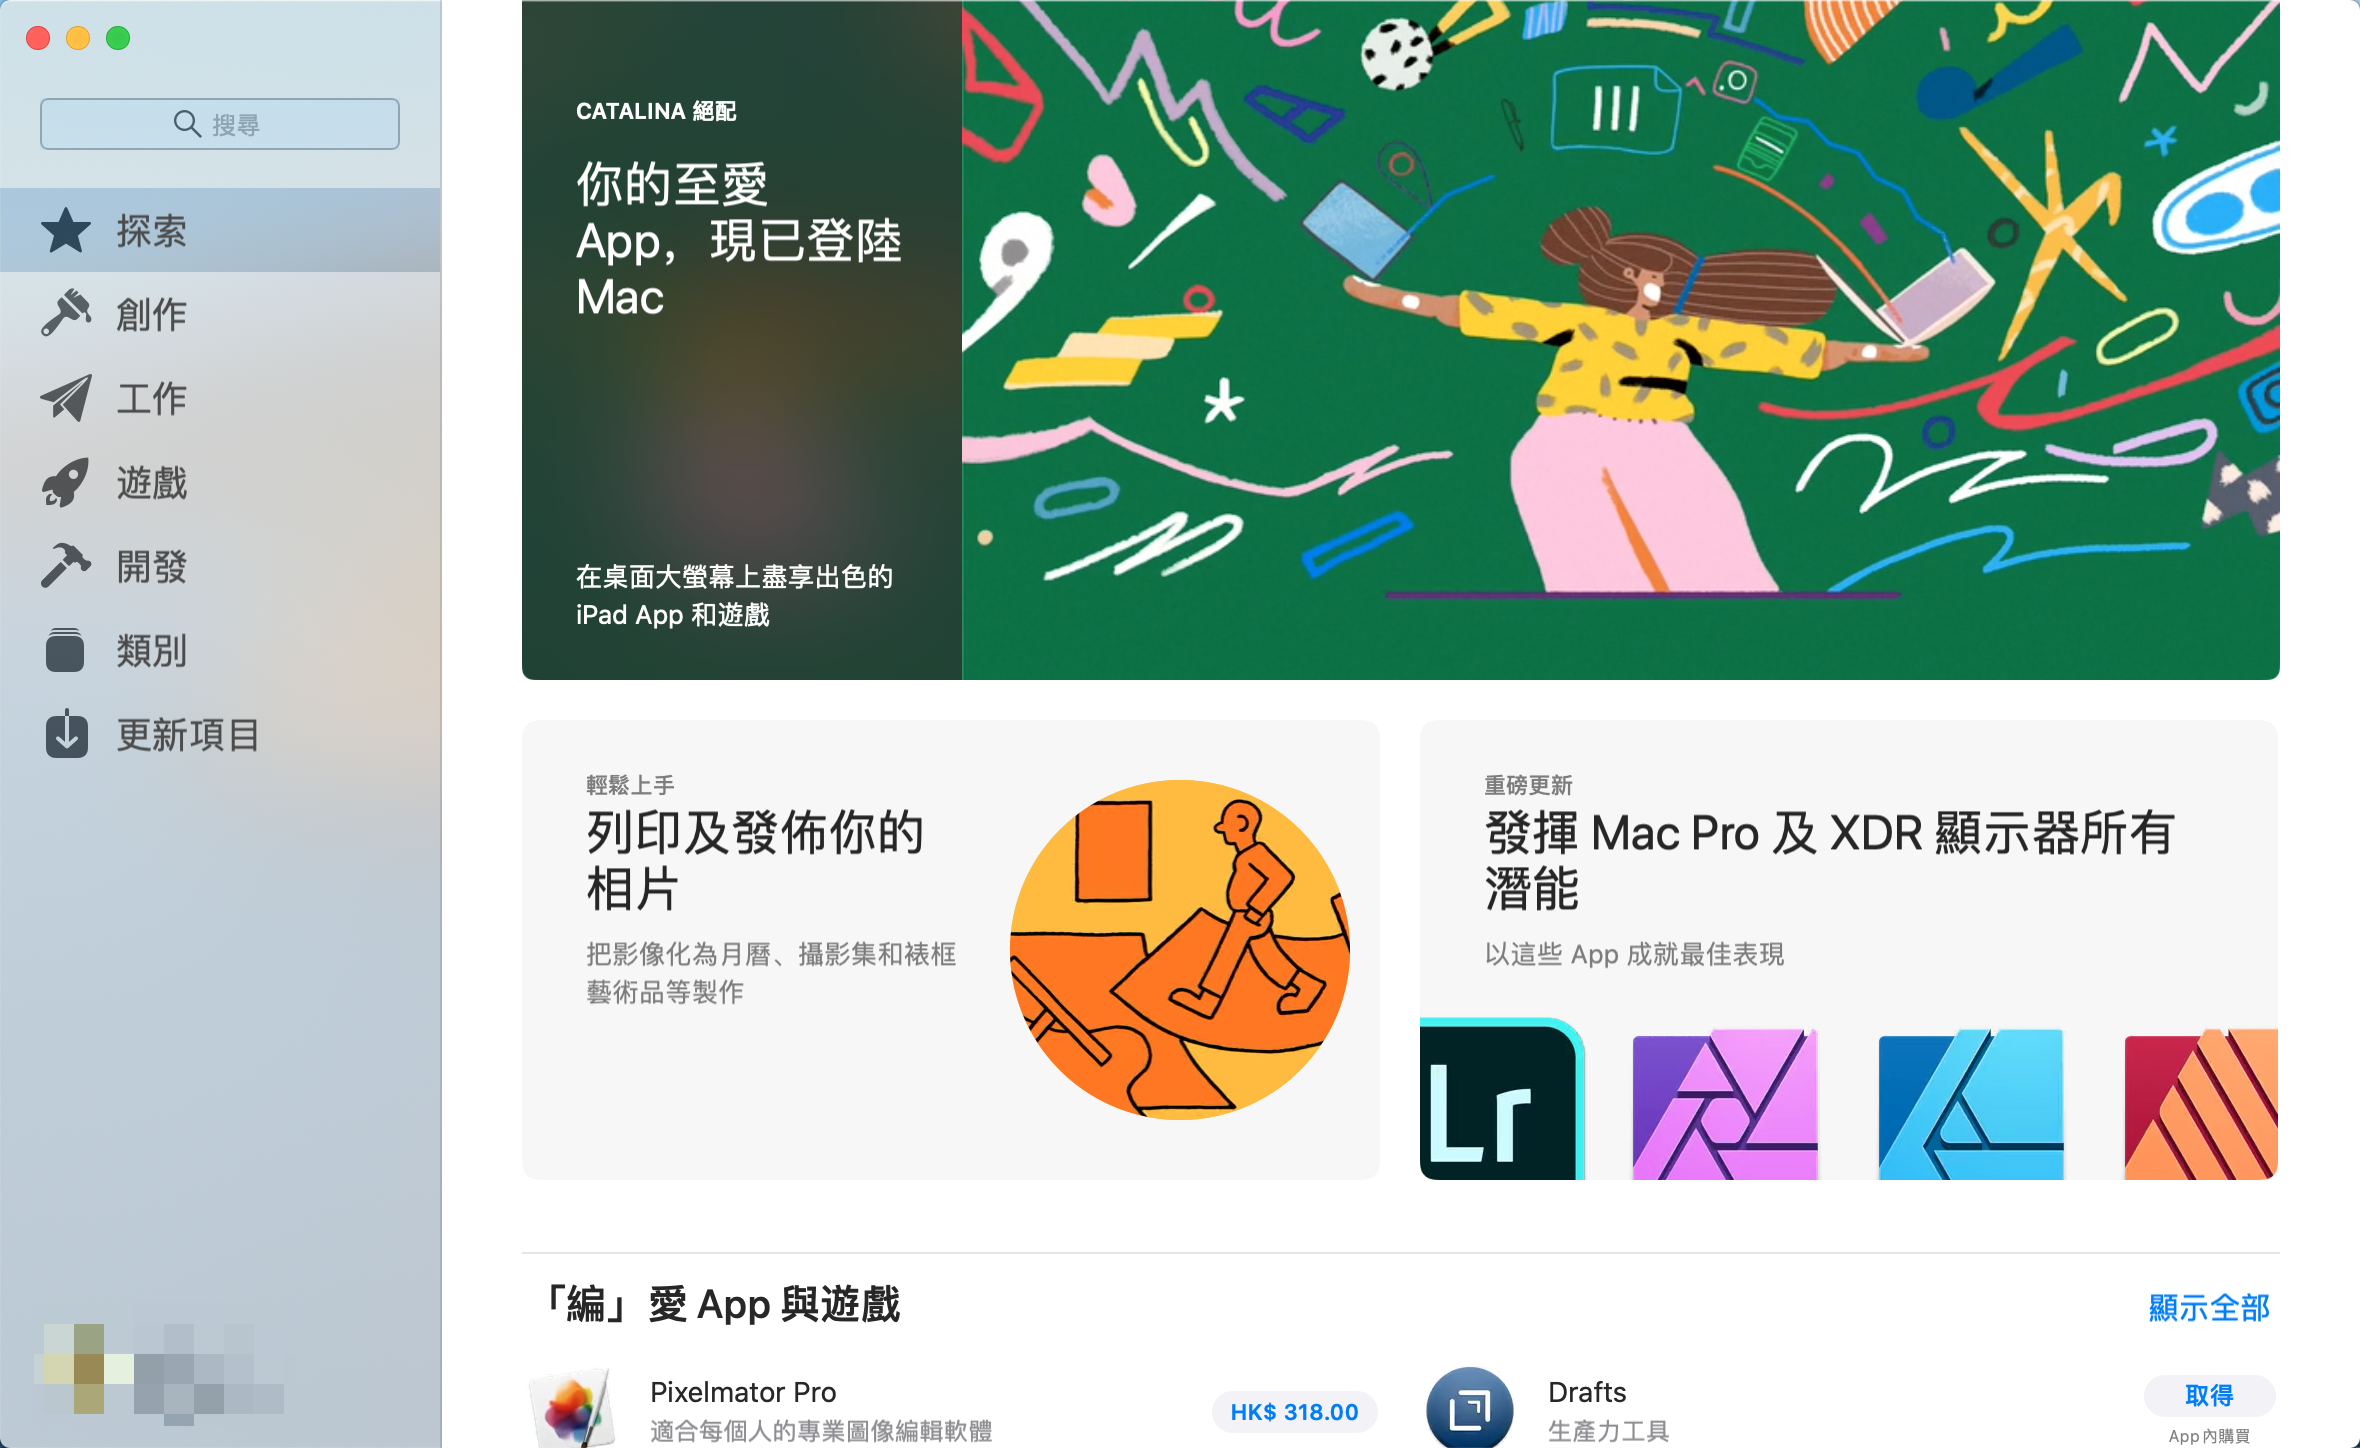 搜尋
探索
創作
工作
遊戲
開發
類別
更新項目
CATALINA 絕配
你的至愛
App，現已登陸
Mac
在桌面大螢幕上盡享出色的
iPad App 和遊戲
輕鬆上手
列印及發佈你的
相片
把影像化為月曆、攝影集和裱框
藝術品等製作
重磅更新
發揮 Mac Pro 及 XDR 顯示器所有
潛能
以這些 App 成就最佳表現
Lr
「編」愛 App 與遊戲
顯示全部
Pixelmator Pro
適合每個人的專業圖像編輯軟體
HK$ 318.00
Drafts
生產力工具
取得
App 內購買